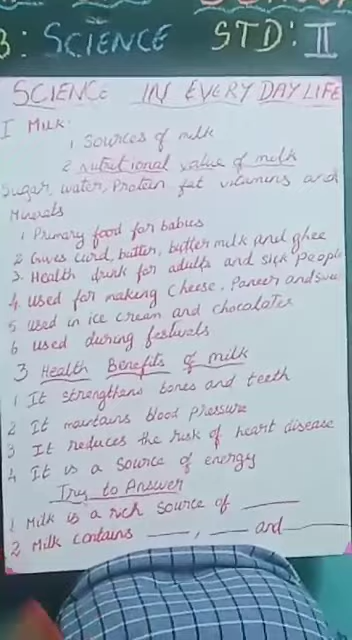 B: SCIENCE STD: II
SCIENCE IN EVERY DAY LIFE
I Milk:
1 Sources of milk
2 nutritional value of milk
Sugar, water, Protein fat vitamins and
Minerals
1 Primary food for babies
2 Gives curd, butter, butter milk and ghee
3. Health drink for adults and sick people
4 used for making cheese, Paneer and
5 used in ice cream and chocolates
6 used during festivals
3 Health Benefits of milk
1 It strengthens bones and teeth
2 It maintains blood pressure
3 It reduces the risk of heart disease
4 It is a source of energy
Try to Answer
1 Milk is a rich source of ______
2 Milk contains ____, ____ and ______